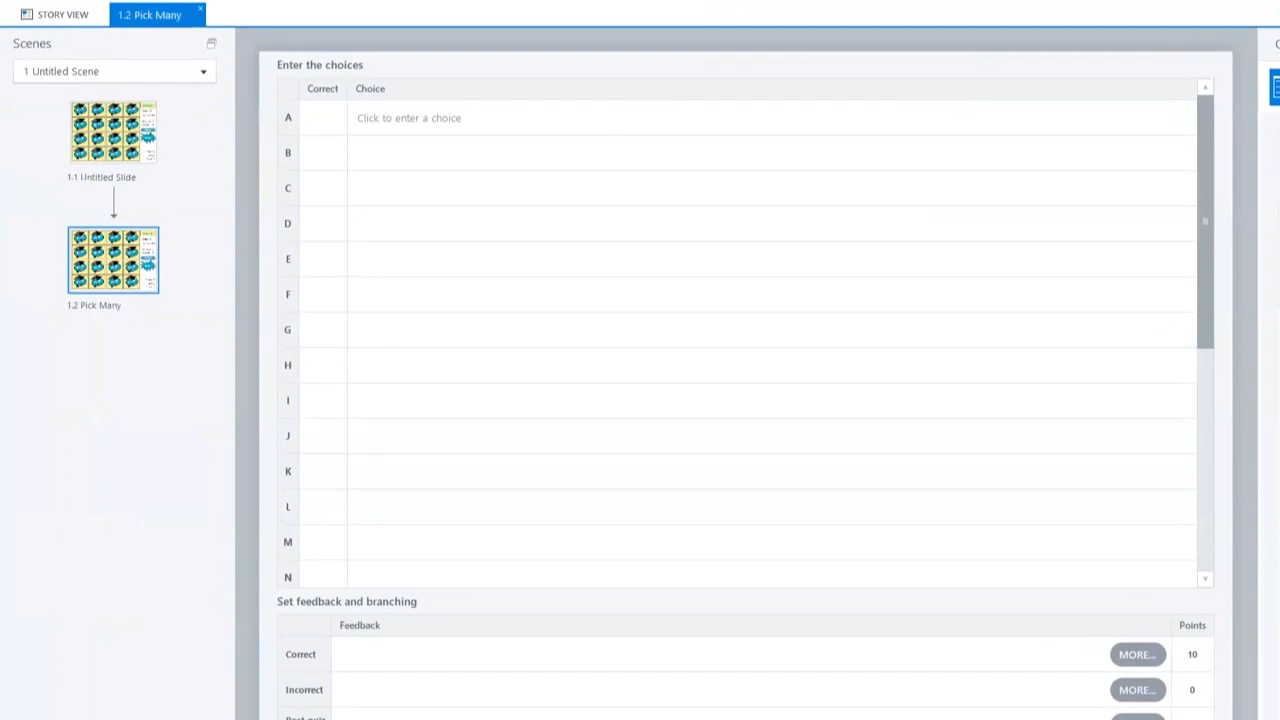 STORY VIEW
1.2 Pick Many
Scenes
1 Untitled Scene
1.1 Untitled Slide
1.2 Pick Many
Enter the choices
Correct Choice
A Click to enter a choice
B
C
D
E
F
G
H
I
J
K
L
M
N
Set feedback and branching
Feedback Points
Correct MORE... 10
Incorrect MORE... 0